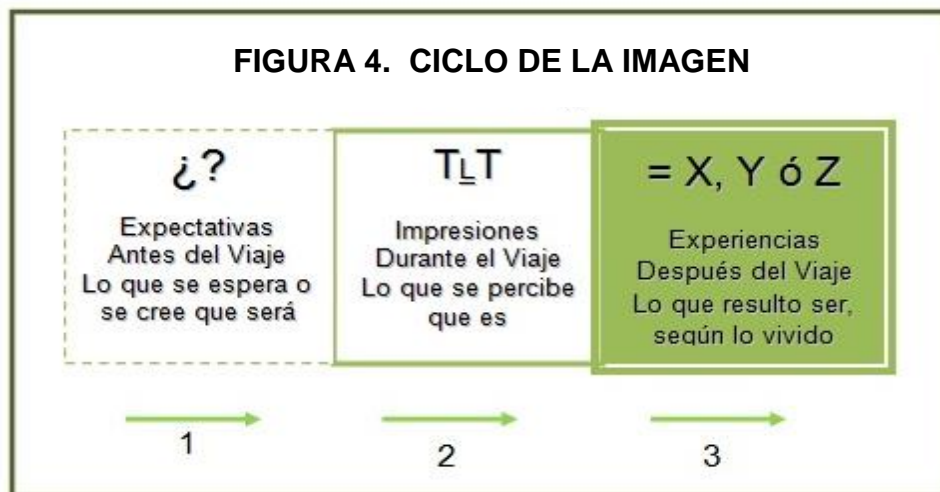 FIGURA 4. CICLO DE LA IMAGEN
¿?
Expectativas
Antes del Viaje
Lo que se espera o
se cree que será
T╘T
Impresiones
Durante el Viaje
Lo que se percibe
que es
= X, Y ó Z
Experiencias
Después del Viaje
Lo que resulto ser,
según lo vivido
1
2
3